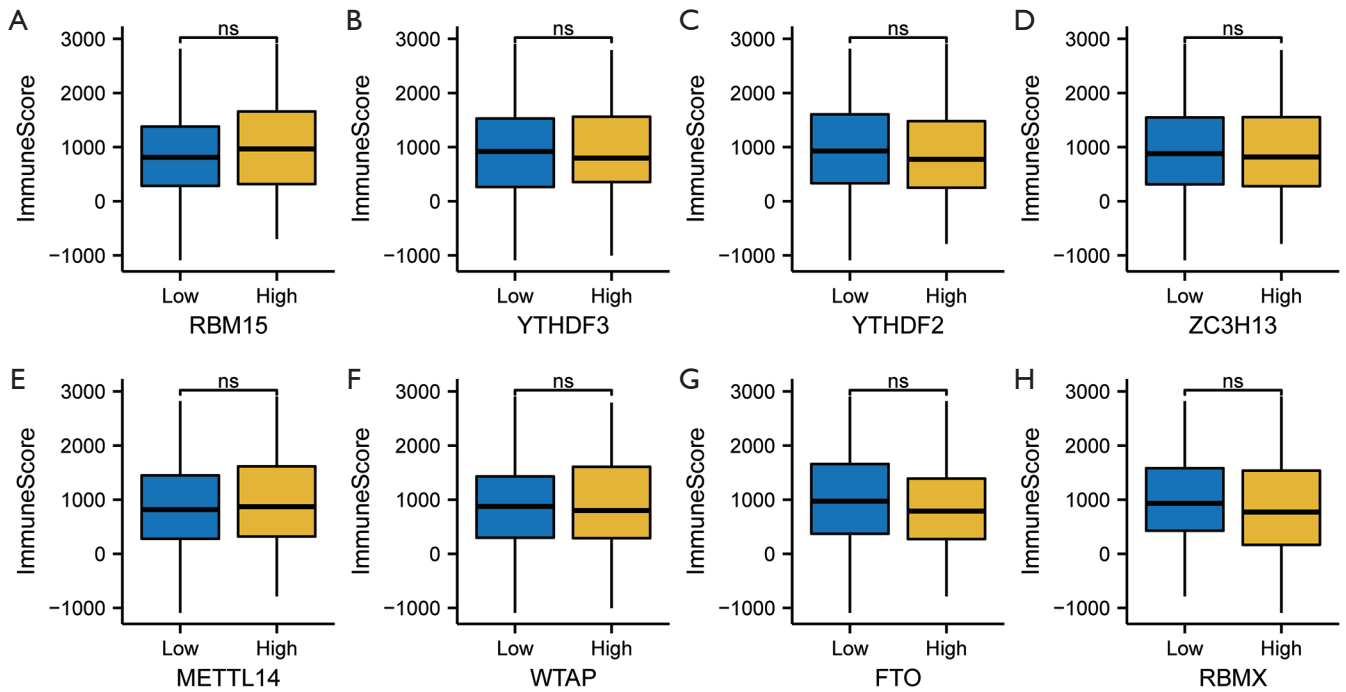 A
ns
ImmuneScore
3000
2000
1000
0
−1000
Low High
RBM15
B
ns
ImmuneScore
3000
2000
1000
0
−1000
Low High
YTHDF3
C
ns
ImmuneScore
3000
2000
1000
0
−1000
Low High
YTHDF2
D
ns
ImmuneScore
3000
2000
1000
0
−1000
Low High
ZC3H13
E
ns
ImmuneScore
3000
2000
1000
0
−1000
Low High
METTL14
F
ns
ImmuneScore
3000
2000
1000
0
−1000
Low High
WTAP
G
ns
ImmuneScore
3000
2000
1000
0
−1000
Low High
FTO
H
ns
ImmuneScore
3000
2000
1000
0
−1000
Low High
RBMX